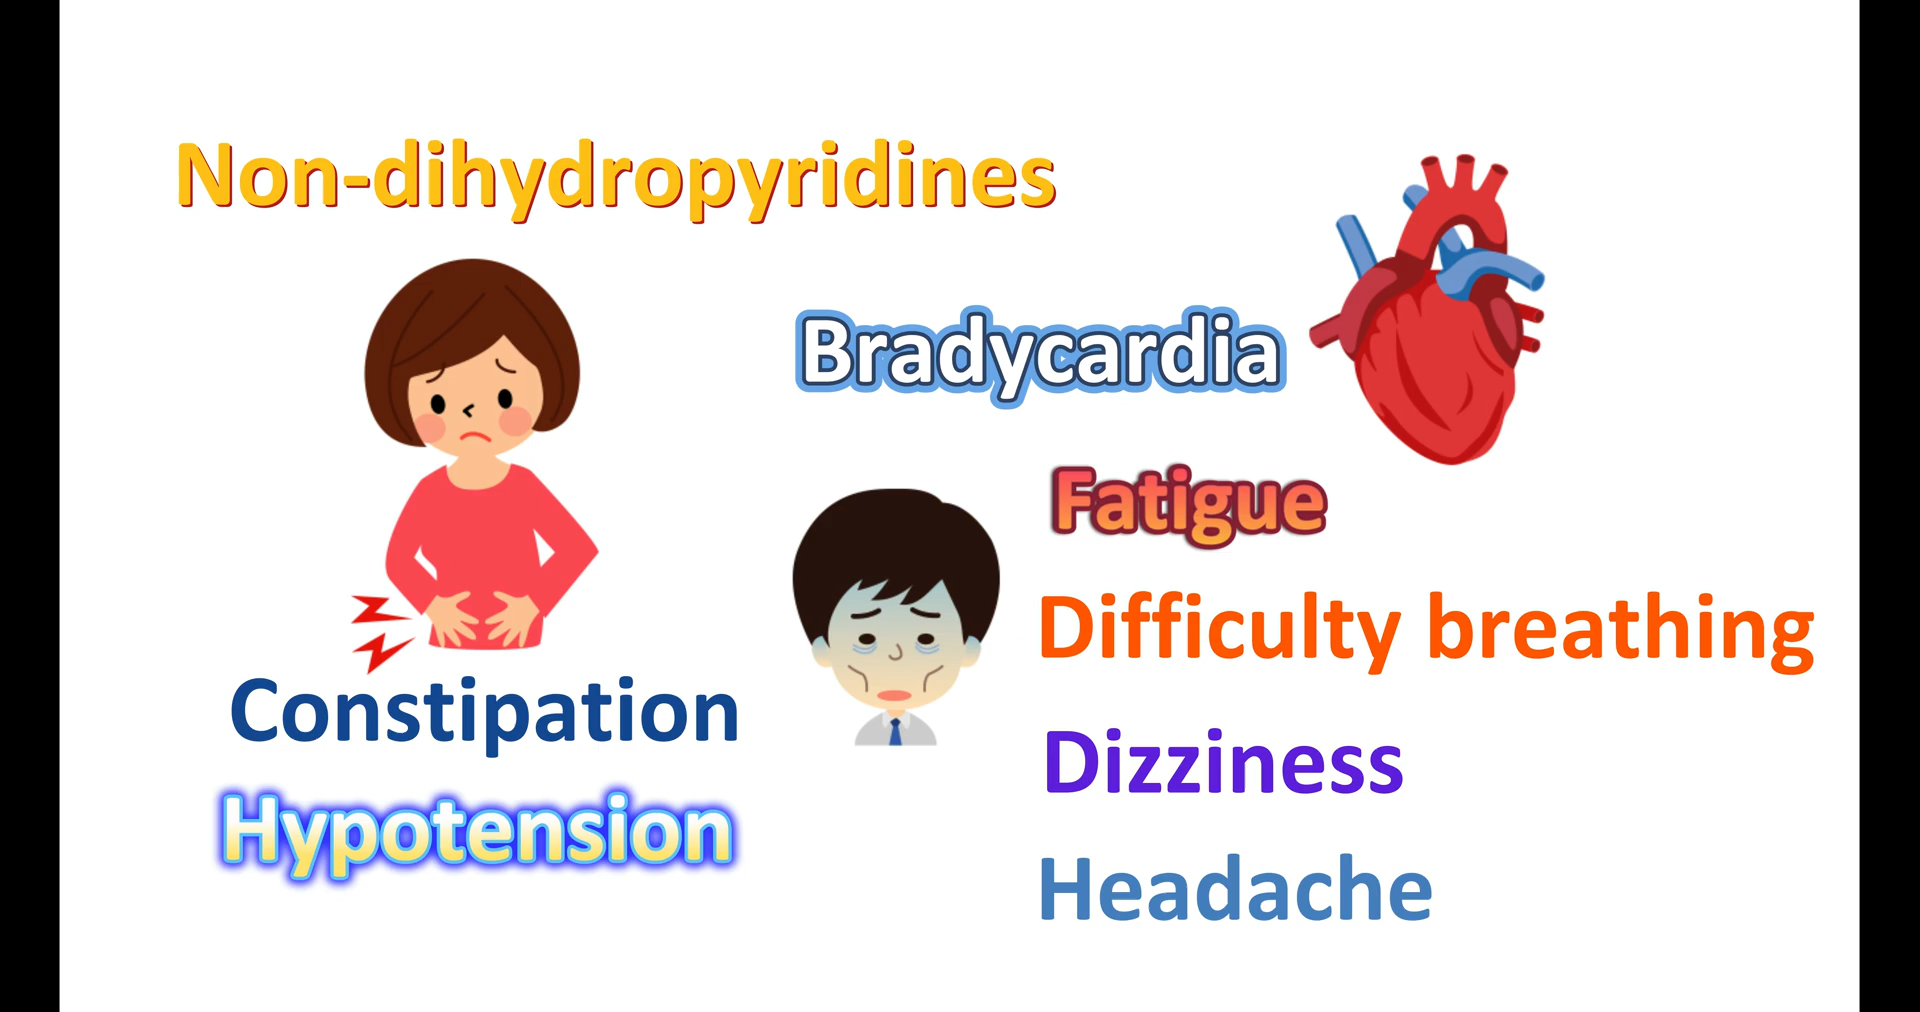 Non-dihydropyridines
Bradycardia
Fatigue
Difficulty breathing
Constipation
Dizziness
Hypotension
Headache